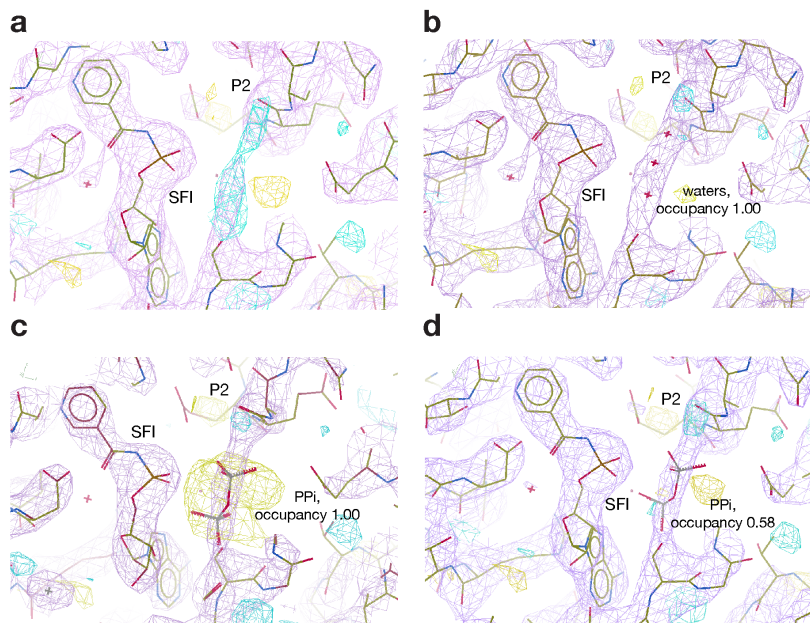 a
P2
SFI
b
P2
SFI
waters,
occupancy 1.00
c
P2
SFI
PPi,
occupancy 1.00
d
P2
SFI
PPi,
occupancy 0.58